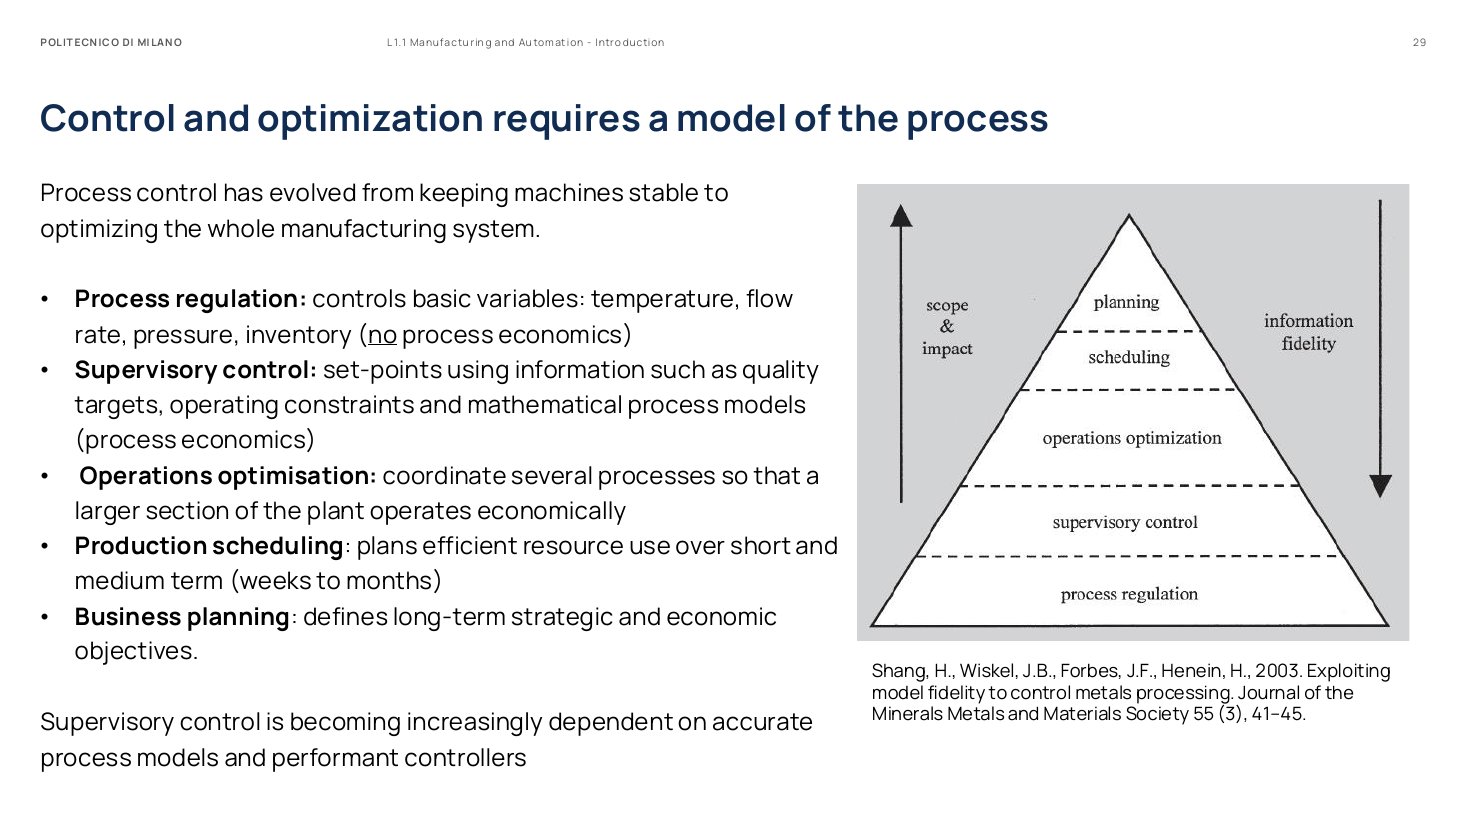 POLITECNICO DI MILANO
L1.1 Manufacturing and Automation - Introduction
29
Control and optimization requires a model of the process
Process control has evolved from keeping machines stable to
optimizing the whole manufacturing system.
• Process regulation: controls basic variables: temperature, flow
rate, pressure, inventory (no process economics)
• Supervisory control: set-points using information such as quality
targets, operating constraints and mathematical process models
(process economics)
• Operations optimisation: coordinate several processes so that a
larger section of the plant operates economically
• Production scheduling: plans efficient resource use over short and
medium term (weeks to months)
• Business planning: defines long-term strategic and economic
objectives.
Supervisory control is becoming increasingly dependent on accurate
process models and performant controllers
scope
&
impact
planning
scheduling
operations optimization
supervisory control
process regulation
information
fidelity
Shang, H., Wiskel, J.B., Forbes, J.F., Henein, H., 2003. Exploiting
model fidelity to control metals processing. Journal of the
Minerals Metals and Materials Society 55 (3), 41–45.